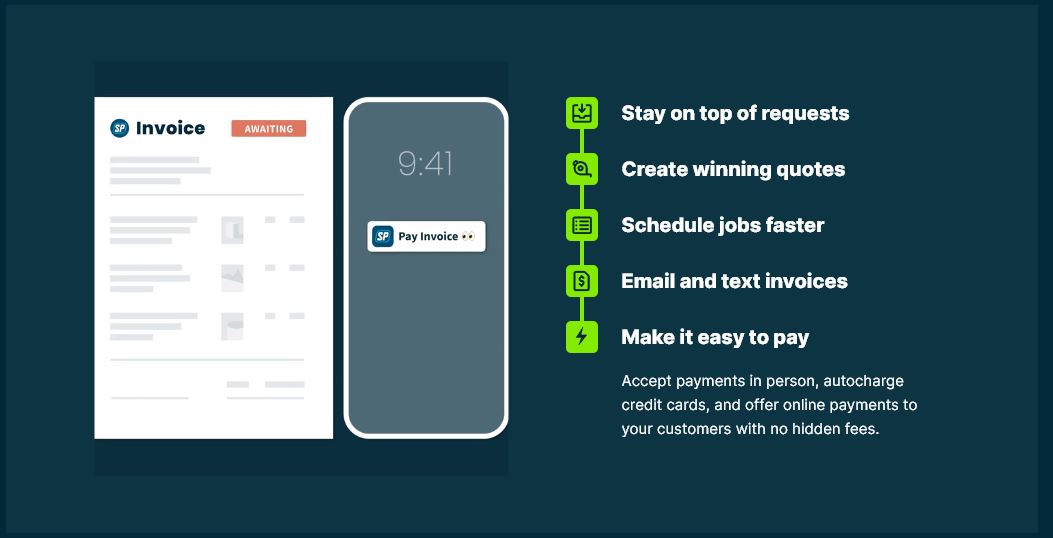 SP Invoice AWAITING
9:41
SP Pay Invoice 👀
Stay on top of requests
Create winning quotes
Schedule jobs faster
$
Email and text invoices
Make it easy to pay
Accept payments in person, autocharge
credit cards, and offer online payments to
your customers with no hidden fees.